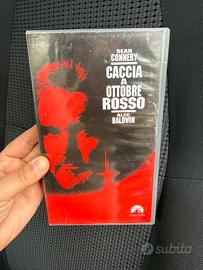 SEAN
CONNERY
CACCIA
A
OTTOBRE
ROSSO
ALEC
BALDWIN
subito